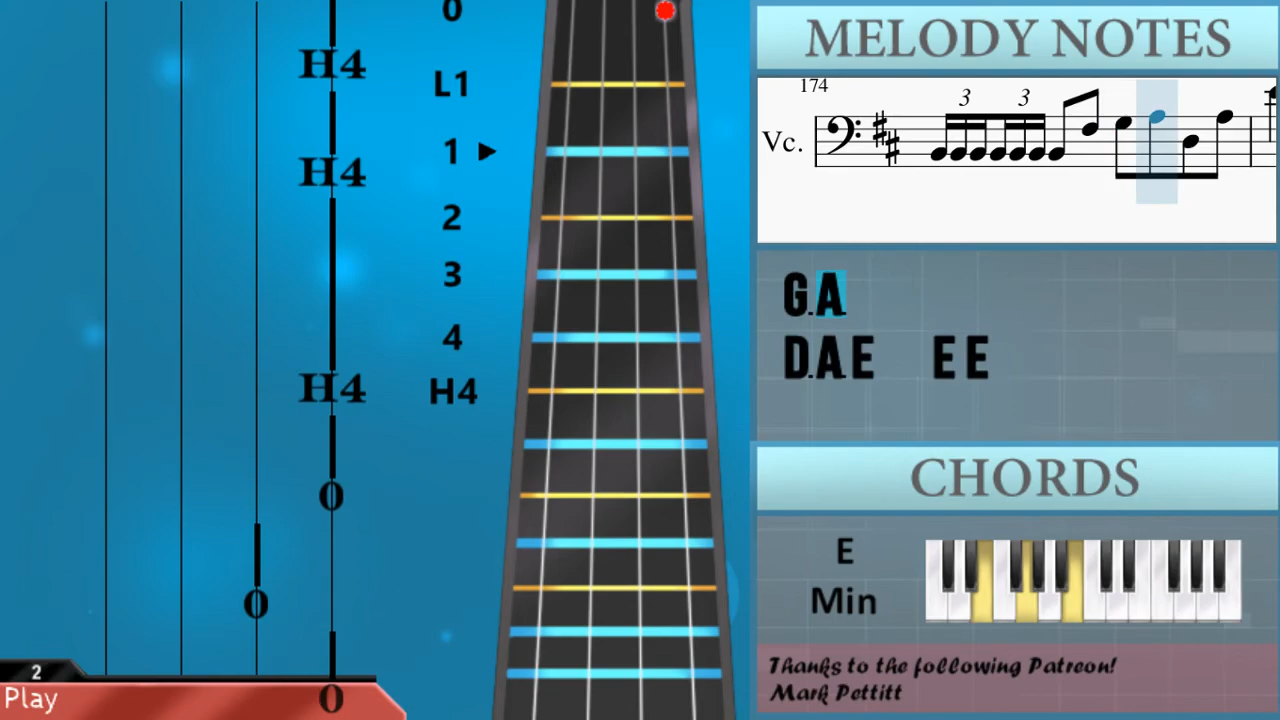 H4
H4
H4
0
0
0
2
Play
0
L1
1
2
3
4
H4
MELODY NOTES
174
3 3
Vc.
G.A.
D.A.E E E
CHORDS
E
Min
Thanks to the following Patreon!
Mark Pettitt